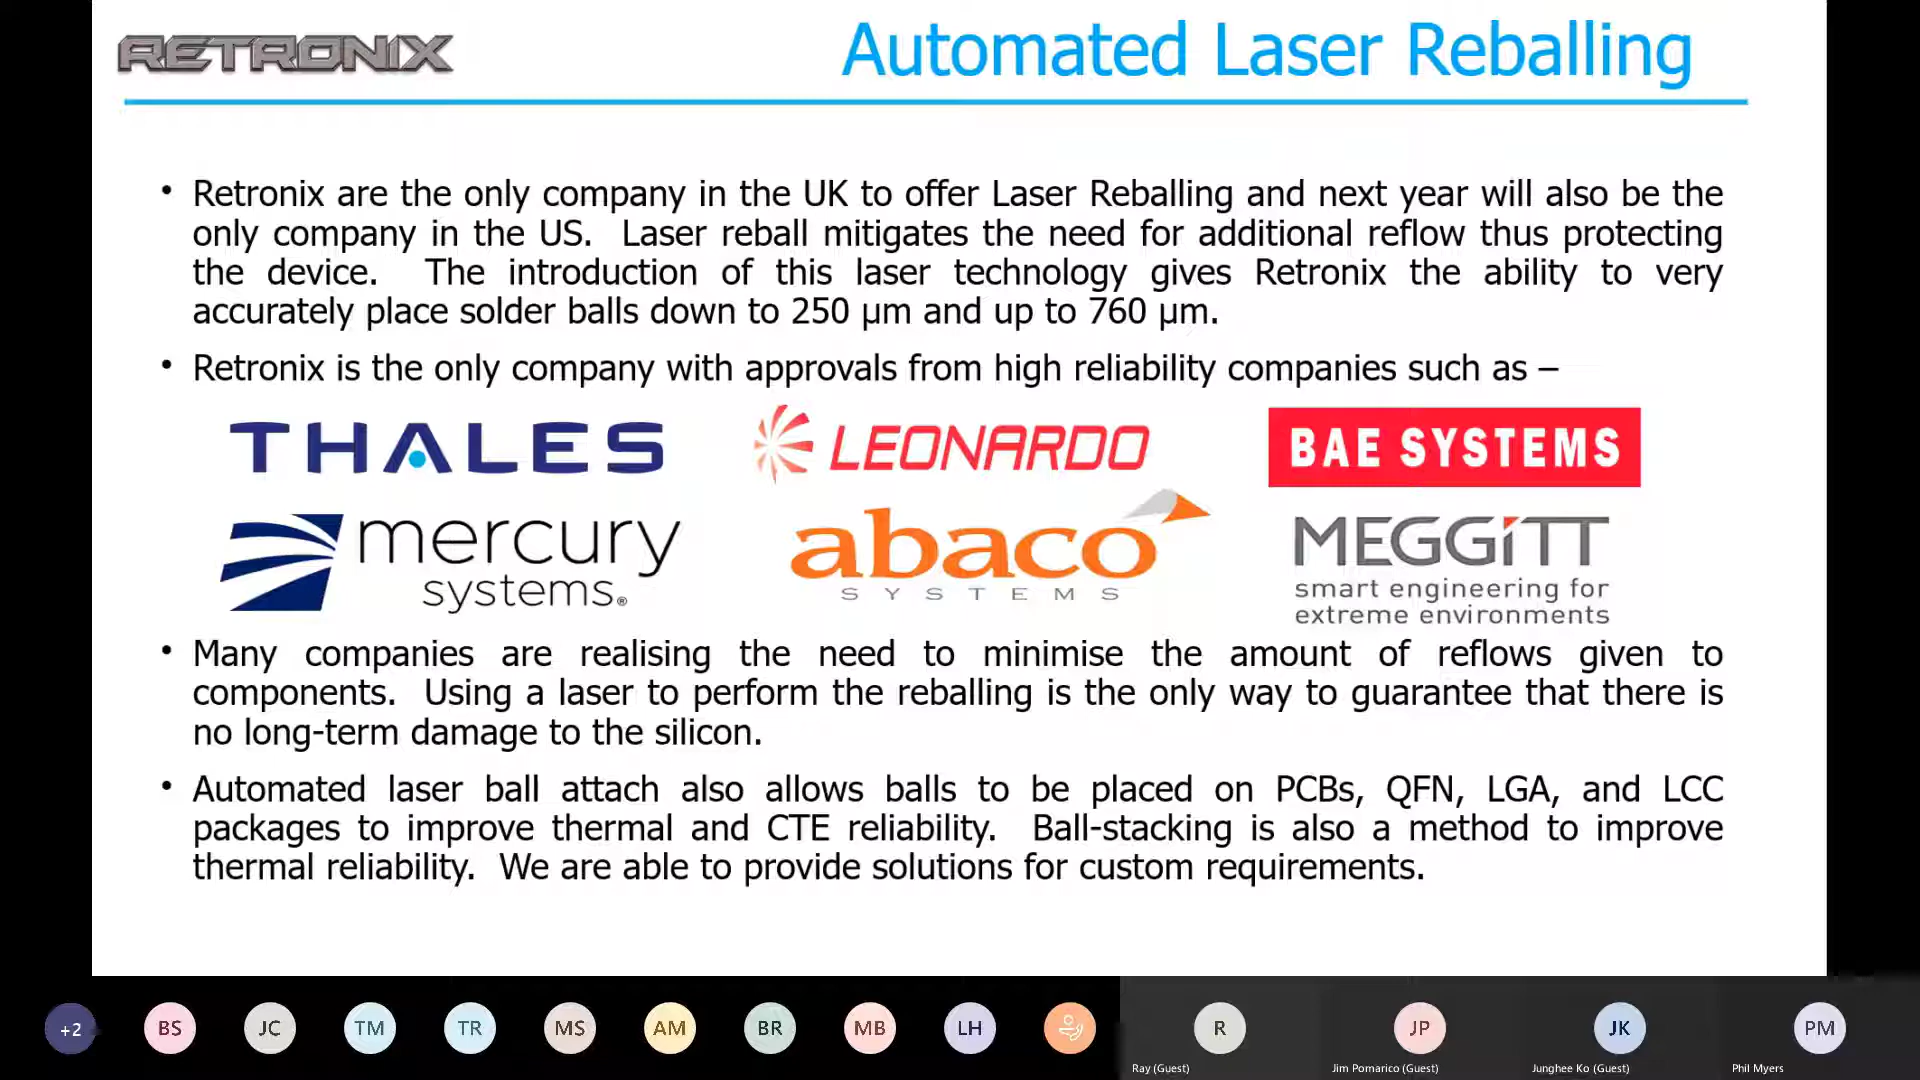 RETRONIX
Automated Laser Reballing
• Retronix are the only company in the UK to offer Laser Reballing and next year will also be the
only company in the US. Laser reball mitigates the need for additional reflow thus protecting
the device. The introduction of this laser technology gives Retronix the ability to very
accurately place solder balls down to 250 µm and up to 760 µm.
• Retronix is the only company with approvals from high reliability companies such as –
THALES
LEONARDO
BAE SYSTEMS
mercury
systems®
abaco
SYSTEMS
MEGGiTT
smart engineering for
extreme environments
• Many companies are realising the need to minimise the amount of reflows given to
components. Using a laser to perform the reballing is the only way to guarantee that there is
no long-term damage to the silicon.
• Automated laser ball attach also allows balls to be placed on PCBs, QFN, LGA, and LCC
packages to improve thermal and CTE reliability. Ball-stacking is also a method to improve
thermal reliability. We are able to provide solutions for custom requirements.
+2 BS JC TM TR MS AM BR MB LH R JP JK PM
Ray (Guest) Jim Pomarico (Guest) Junghee Ko (Guest) Phil Myers